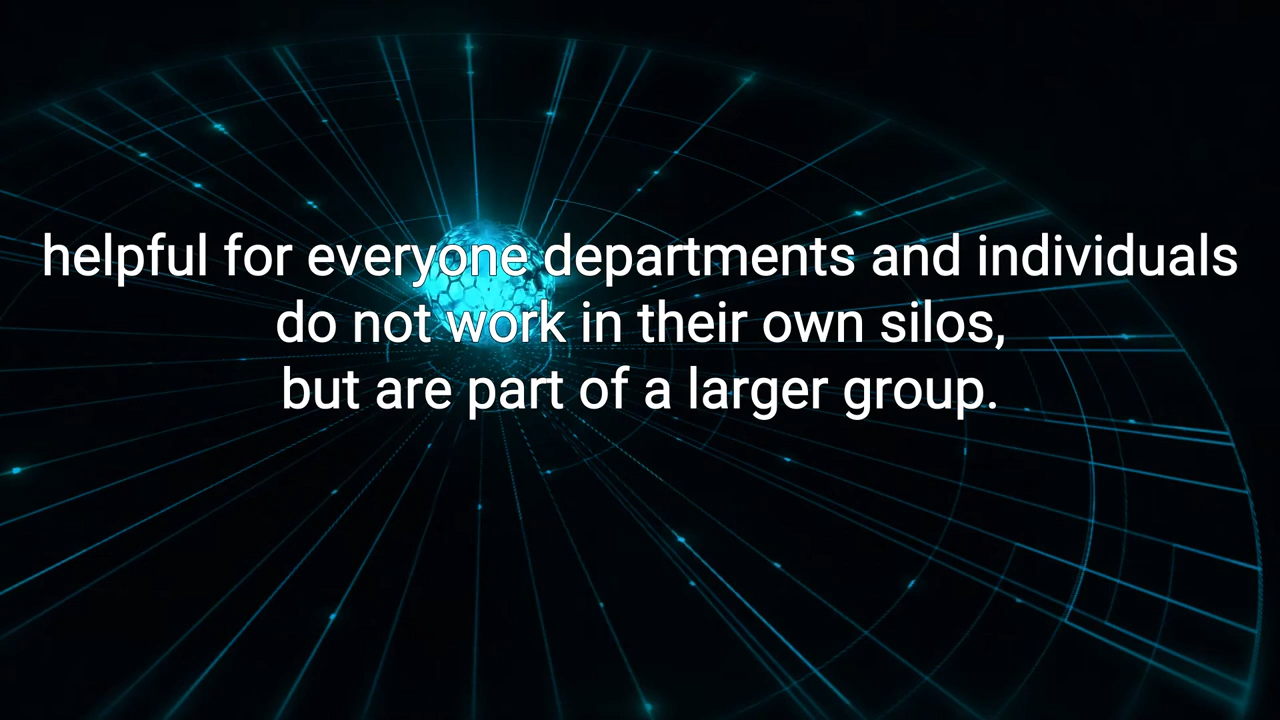 helpful for everyone departments and individuals
do not work in their own silos,
but are part of a larger group.